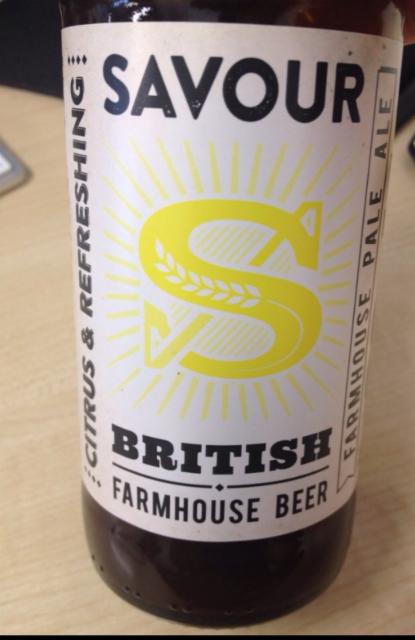 SAVOUR
CITRUS & REFRESHING
S
FARMHOUSE PALE ALE
BRITISH
FARMHOUSE BEER